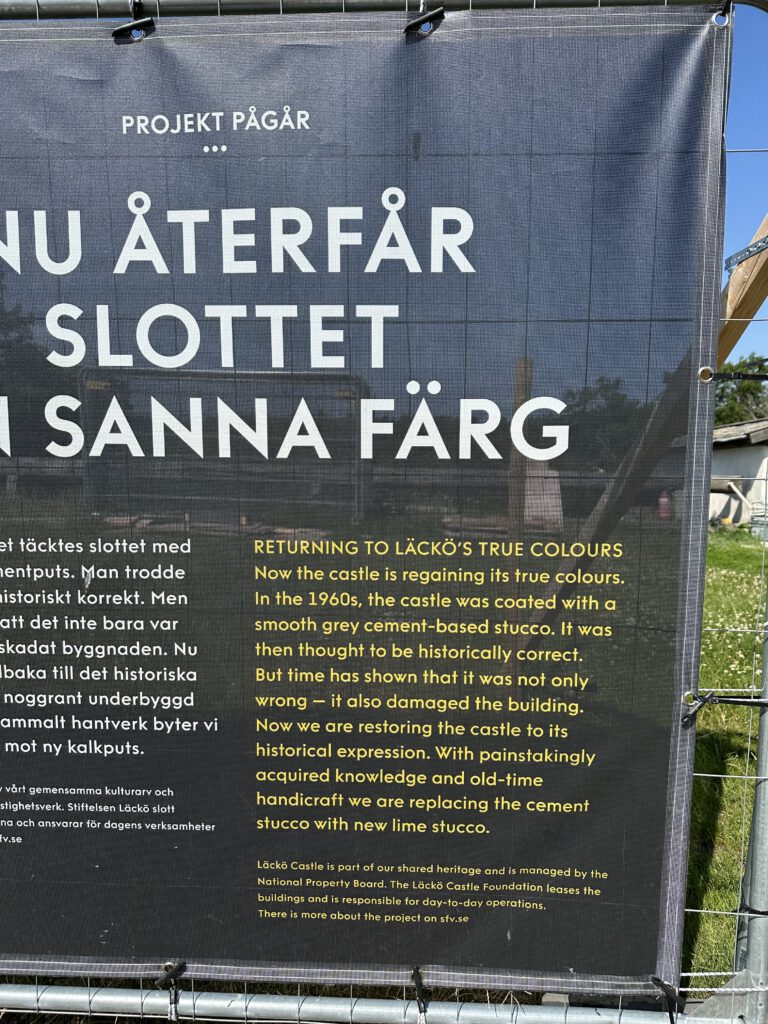 PROJEKT PÅGÅR
...
NU ÅTERFÅR
SLOTTET
SANNA FÄRG
täcktes slottet med
Man trodde
historiskt korrekt. Men
att det inte bara var
skadat byggnaden. Nu
till det historiska
noggrant underbyggd
hantverk byter vi
mot ny kalkputs.
vårt gemensamma kulturarv och
Stiftelsen Läckö slott
och ansvarar för dagens verksamheter
sfv.se
RETURNING TO LÄCKÖ'S TRUE COLOURS
Now the castle is regaining its true colours.
In the 1960s, the castle was coated with a
smooth grey cement-based stucco. It was
then thought to be historically correct.
But time has shown that it was not only
wrong – it also damaged the building.
Now we are restoring the castle to its
historical expression. With painstakingly
acquired knowledge and old-time
handicraft we are replacing the cement
stucco with new lime stucco.
Läckö Castle is part of our shared heritage and is managed by the
National Property Board. The Läckö Castle Foundation leases the
buildings and is responsible for day-to-day operations.
There is more about the project on sfv.se